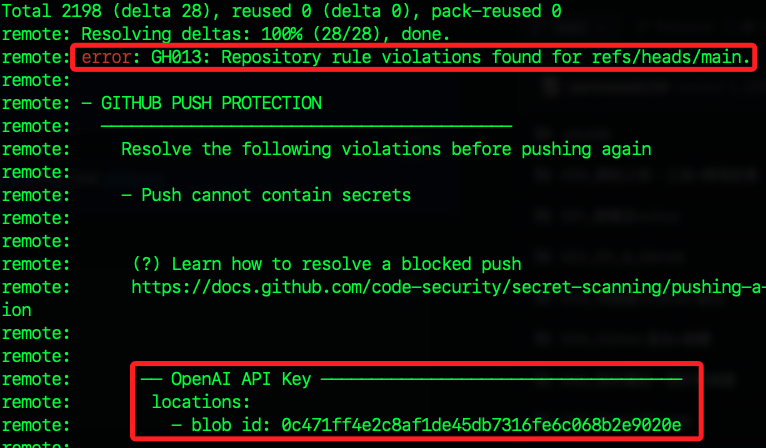 Total 2198 (delta 28), reused 0 (delta 0), pack-reused 0
remote: Resolving deltas: 100% (28/28), done.
remote: error: GH013: Repository rule violations found for refs/heads/main.
remote:
remote: — GITHUB PUSH PROTECTION
remote:   —————————————————————————————————————————
remote:     Resolve the following violations before pushing again
remote:
remote:     — Push cannot contain secrets
remote:
remote:
remote:      (?) Learn how to resolve a blocked push
remote:      https://docs.github.com/code-security/secret-scanning/pushing-a-
ion
remote:
remote:
remote:       —— OpenAI API Key ————————————————————————————————————
remote:        locations:
remote:          - blob id: 0c471ff4e2c8af1de45db7316fe6c068b2e9020e
remote: